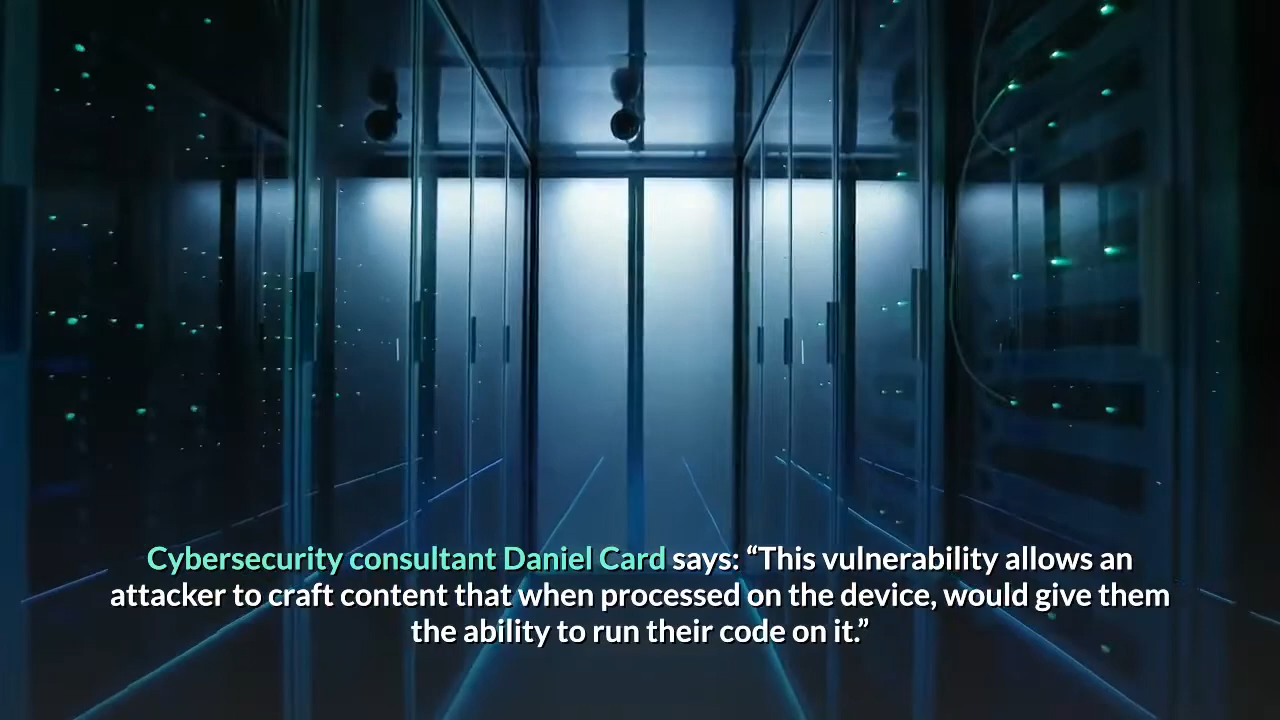 Cybersecurity consultant Daniel Card says: “This vulnerability allows an
attacker to craft content that when processed on the device, would give them
the ability to run their code on it.”